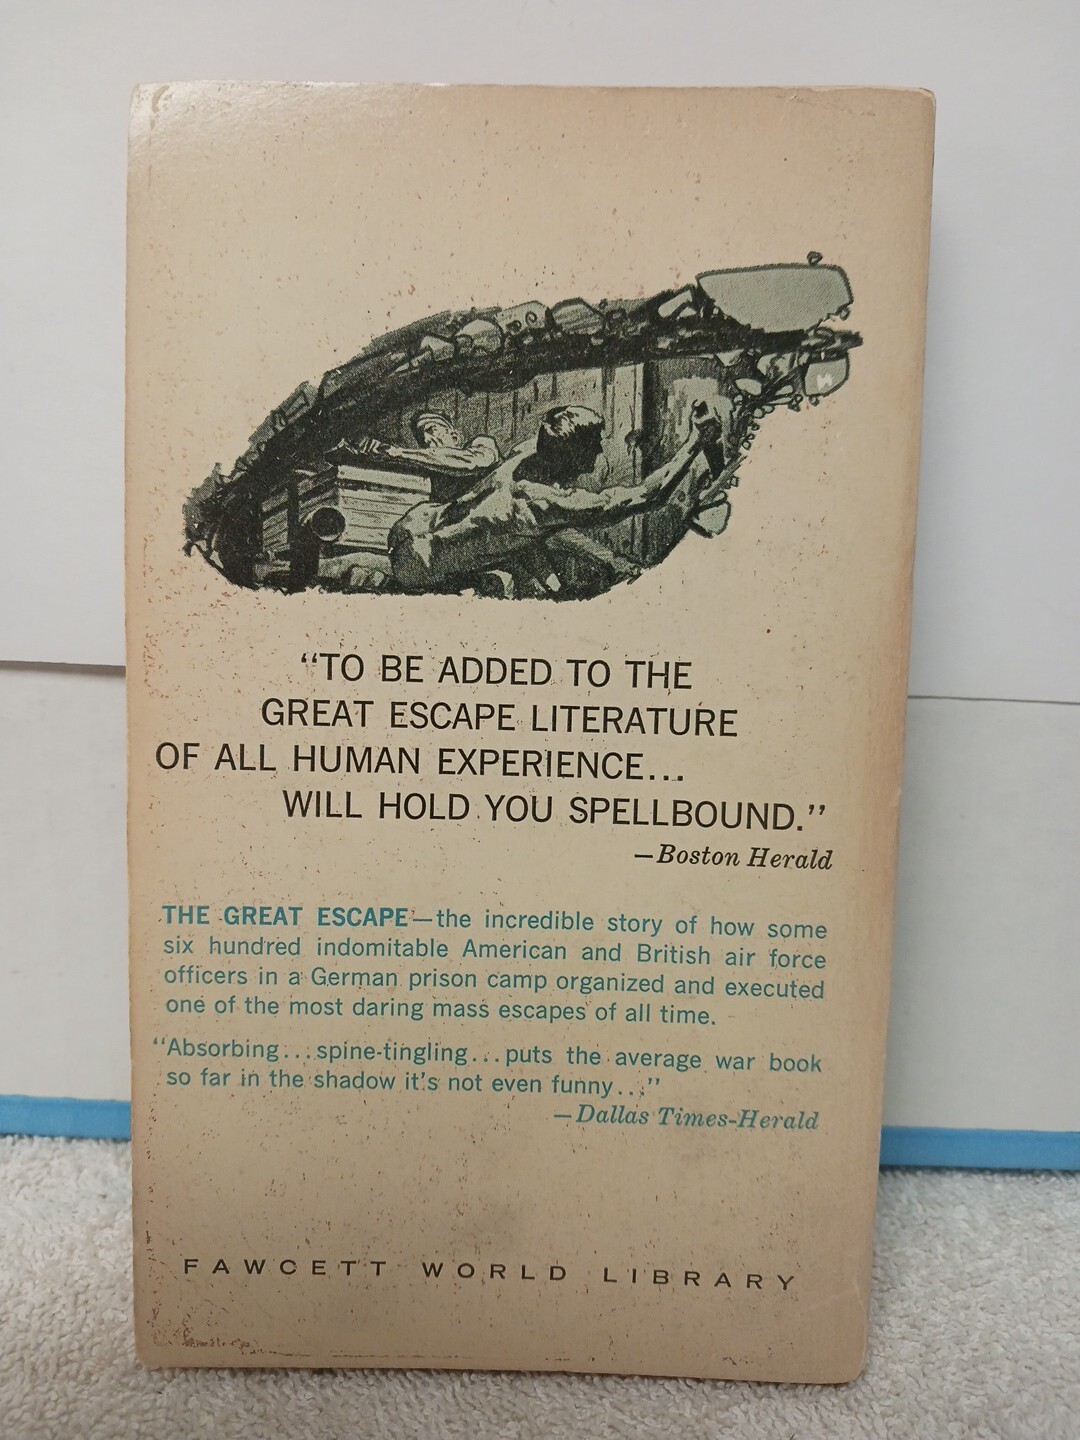 “TO BE ADDED TO THE
GREAT ESCAPE LITERATURE
OF ALL HUMAN EXPERIENCE...
WILL HOLD YOU SPELLBOUND.”
—Boston Herald
THE GREAT ESCAPE—the incredible story of how some
six hundred indomitable American and British air force
officers in a German prison camp organized and executed
one of the most daring mass escapes of all time.
“Absorbing...spine-tingling...puts the average war book
so far in the shadow it's not even funny...”
—Dallas Times-Herald
FAWCETT WORLD LIBRARY